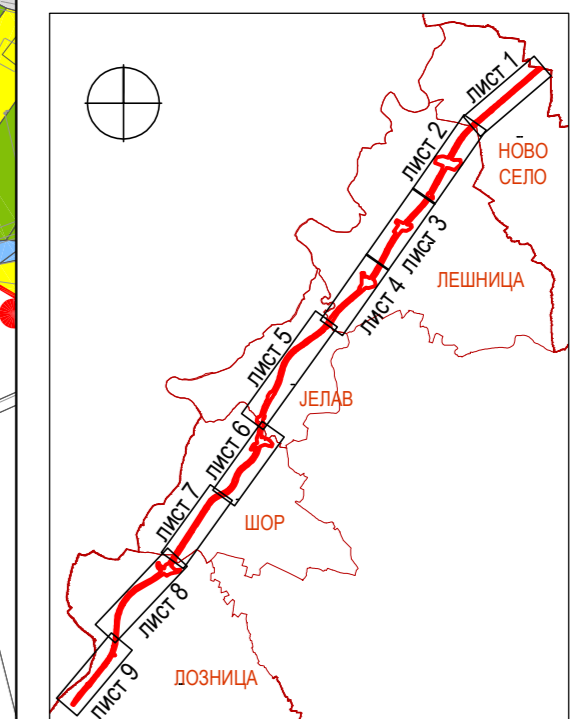 лист 1
лист 2
НОВО
СЕЛО
лист 3
ЛЕШНИЦА
лист 4
лист 5
ЈЕЛАВ
лист 6
лист 7
ШОР
лист 8
ЛОЗНИЦА
лист 9